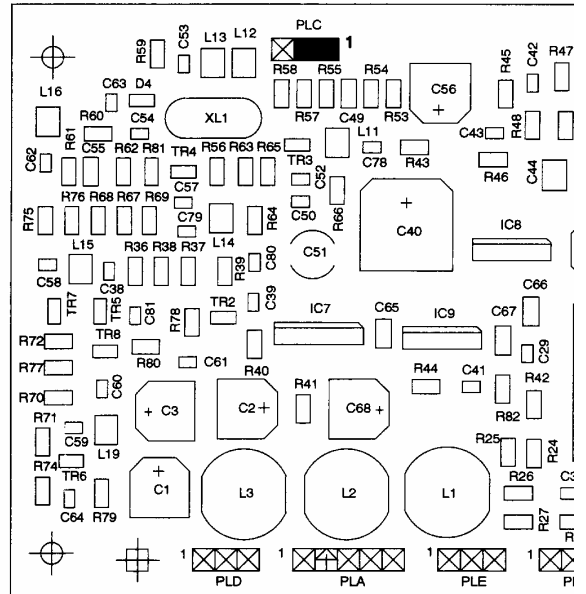 PLC
1
R59
C53
L13 L12
R58
R55
R54
R57
C49
R53
C56
R45
C42
R47
L16
C63
D4
XL1
R60
C54
R61
C55
R62
R81
TR4
R56
R63
R65
TR3
L11
C78
R43
C43
R48
R46
C44
C62
C57
C52
R66
C50
R75
R76
R68
R67
R69
C79
L14
R64
C40
IC8
L15
R36
R38
R37
R39
C80
C51
C58
C38
TR7
TR5
C81
R78
TR2
C39
IC7
C65
IC9
C67
C66
C29
R72
TR8
R80
C61
R40
R77
R70
C60
C3
C2
R41
C68
R44
C41
R82
R42
R71
C59
L19
R25
R24
R74
TR6
C64
R79
C1
L3
L2
L1
R26
R27
C3
R
1
PLD
1
PLA
1
PLE
1